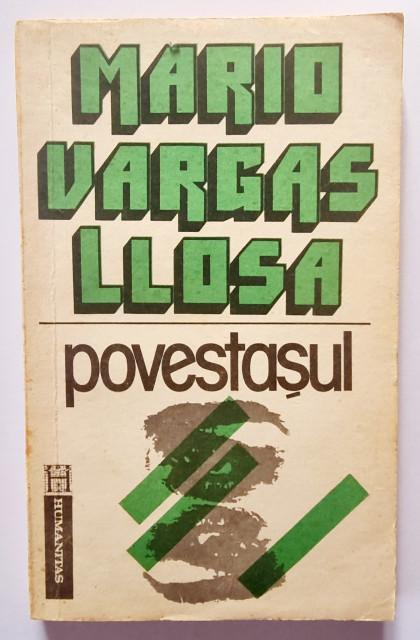 MARIO
VARGAS
LLOSA
povestașul
HUMANITAS